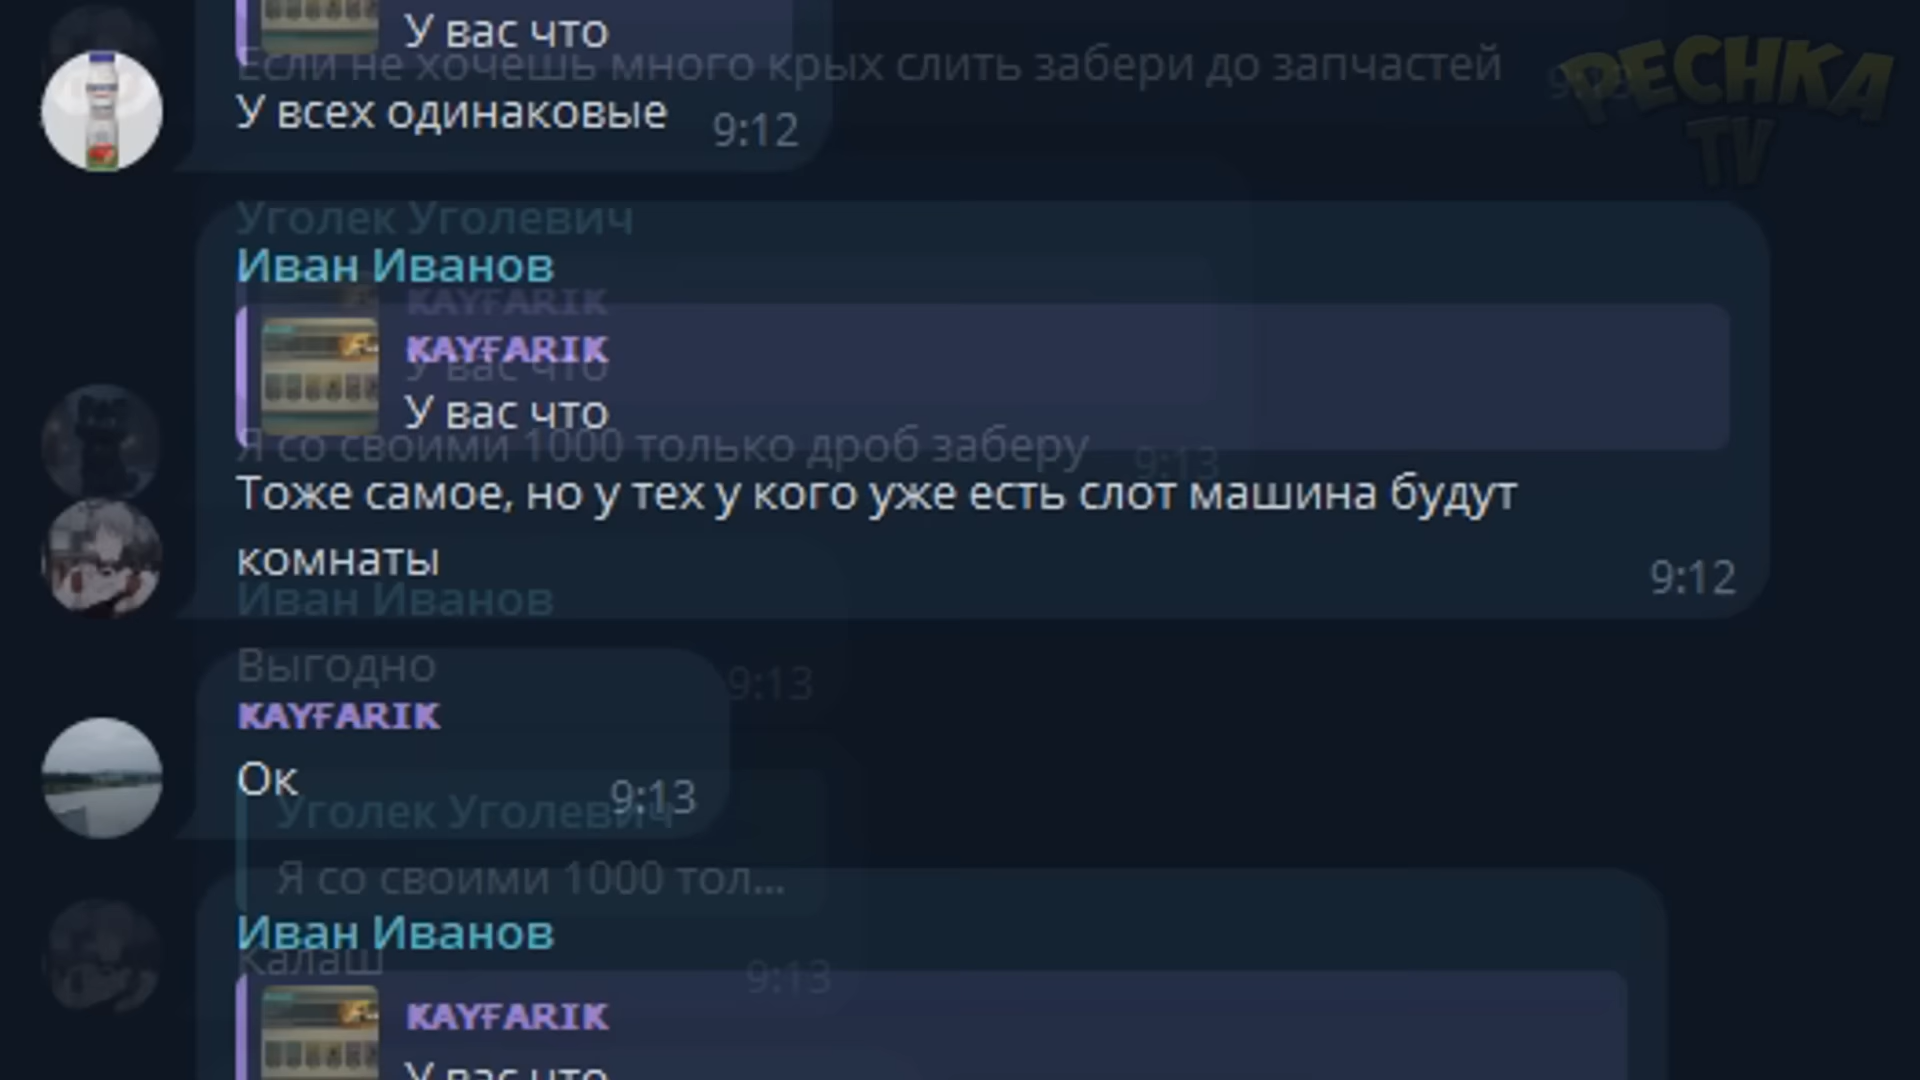 У вас что
Если не хочешь много крых слить забери до запчастей 9:12
У всех одинаковые 9:12
PECHKA
TV
Уголек Уголевич
Иван Иванов
KAYFARIK
KAYFARIK
У вас что
У вас что
Я со своими 1000 только дроб заберу 9:13
Тоже самое, но у тех у кого уже есть слот машина будут
комнаты 9:12
Иван Иванов
Выгодно 9:13
KAYFARIK
Ок 9:13
Уголек Уголевич
Я со своими 1000 тол...
Иван Иванов
Калаш 9:13
KAYFARIK
У вас что